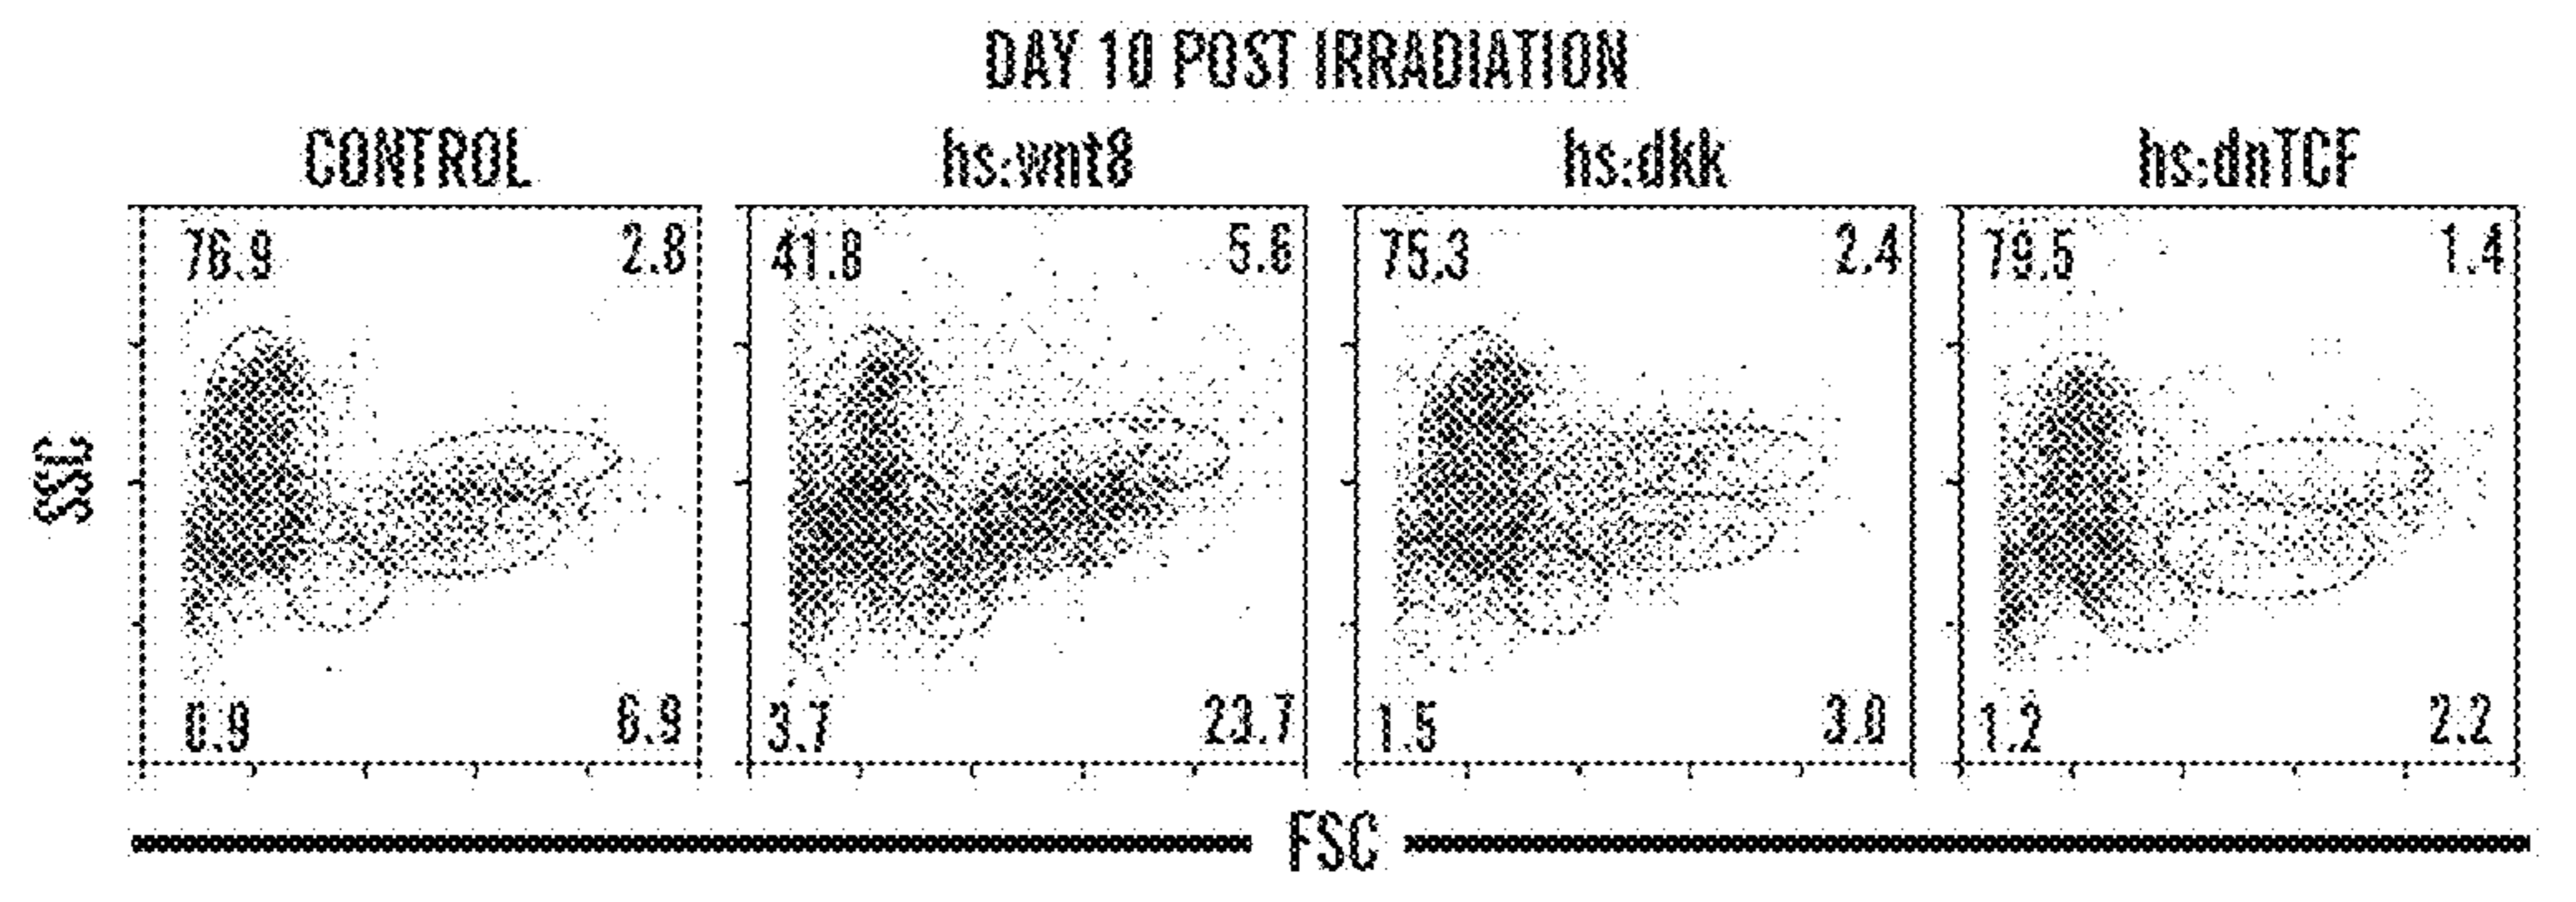 DAY 10 POST IRRADIATION
CONTROL hs:wnt8 hs:dkk hs:dnTCF
76.9 2.8 41.8 5.6 75.3 2.4 79.5 1.4
SSC
0.9 6.9 3.7 23.7 1.5 3.0 1.2 2.2
FSC